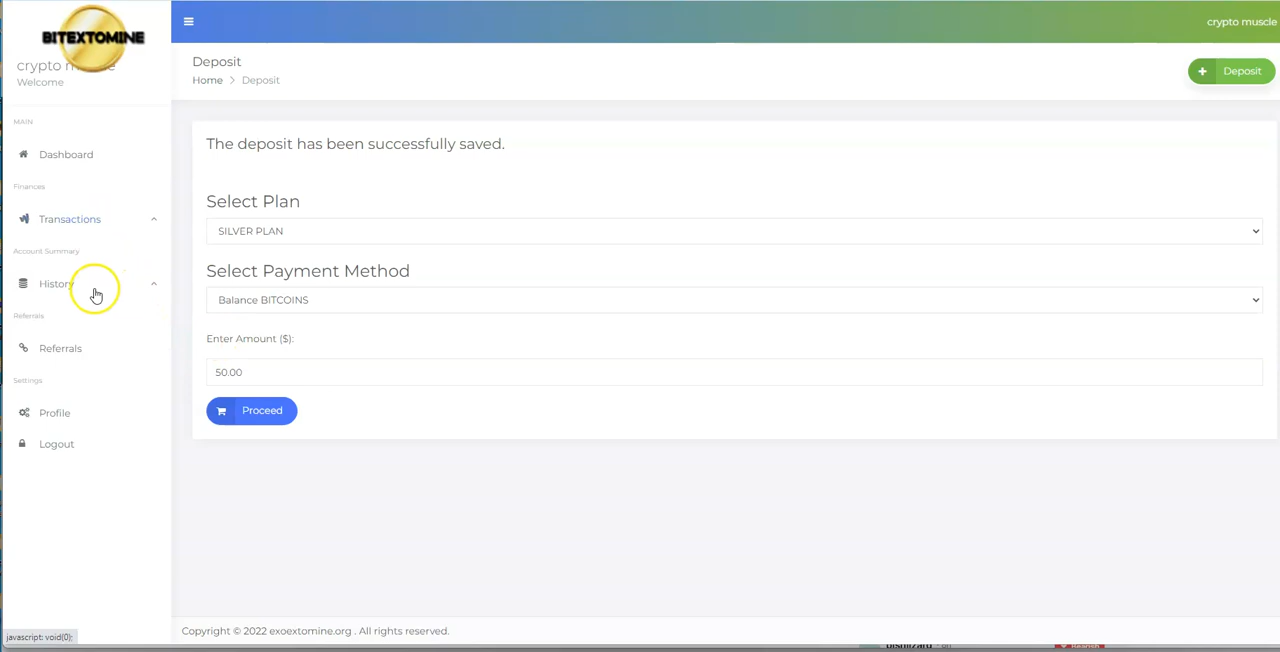 BITEXTOMINE
crypto muscle
Welcome
crypto muscle
MAIN
Dashboard
Finances
Transactions
Account Summary
History
Referrals
Referrals
Settings
Profile
Logout
Deposit
Home > Deposit
Deposit
The deposit has been successfully saved.
Select Plan
SILVER PLAN
Select Payment Method
Balance BITCOINS
Enter Amount ($):
50.00
Proceed
Copyright © 2022 exoextomine.org . All rights reserved.
javascript: void(0);